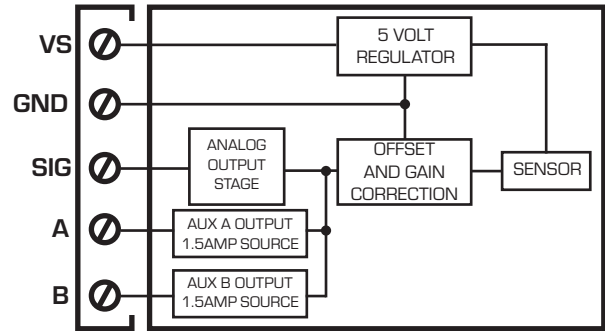 VS
5 VOLT
REGULATOR
GND
SIG
ANALOG
OUTPUT
STAGE
OFFSET
AND GAIN
CORRECTION
SENSOR
A
AUX A OUTPUT
1.5AMP SOURCE
B
AUX B OUTPUT
1.5AMP SOURCE